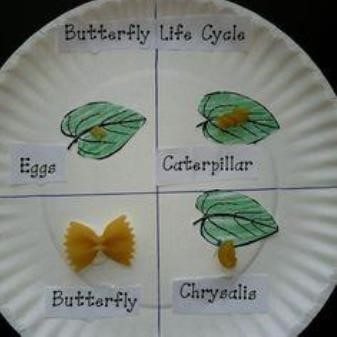 Butterfly Life Cycle
Eggs
Caterpillar
Butterfly
Chrysalis